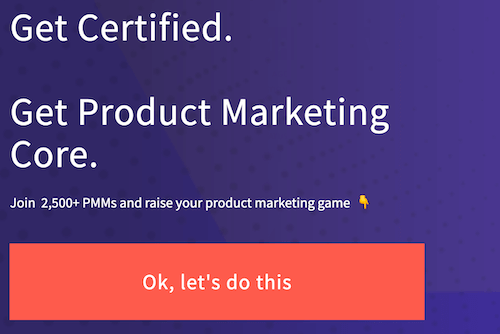 Get Certified.
Get Product Marketing
Core.
Join 2,500+ PMMs and raise your product marketing game 👇
Ok, let's do this